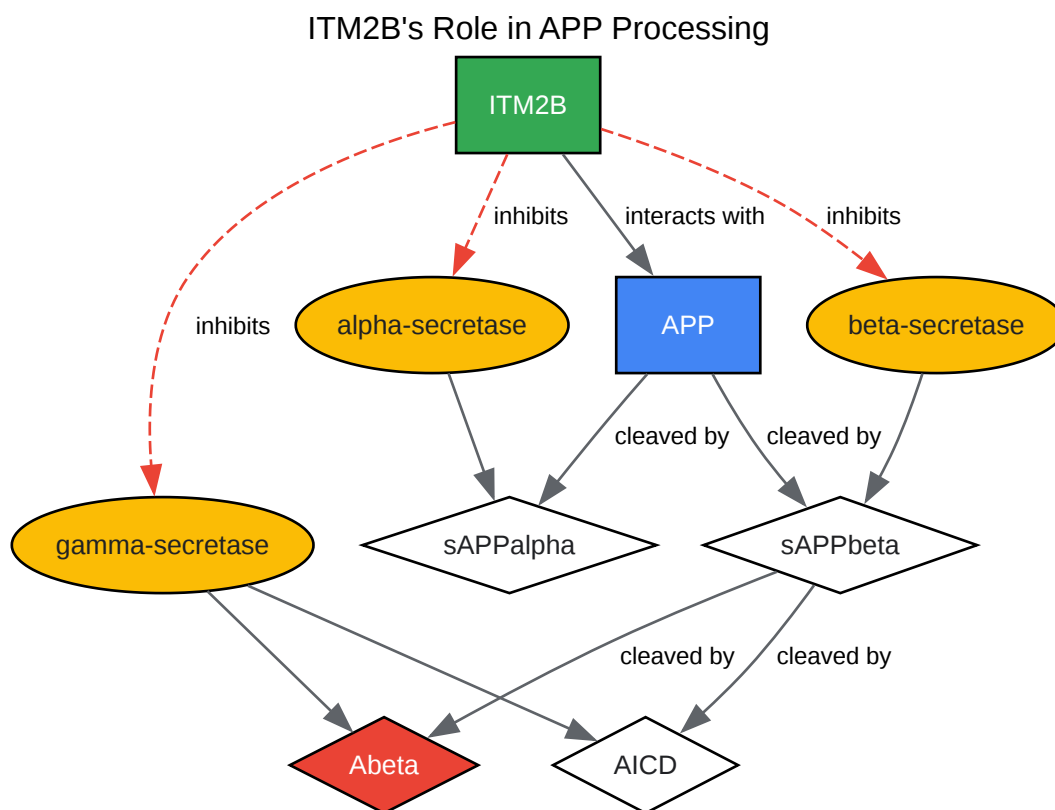 ITM2B's Role in APP Processing
ITM2B
inhibits
interacts with
inhibits
inhibits
alpha-secretase
APP
beta-secretase
cleaved by
cleaved by
gamma-secretase
sAPPalpha
sAPPbeta
cleaved by
cleaved by
Abeta
AICD